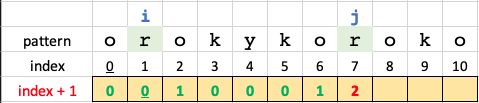 i j
pattern o r o k y k o r o k o
index 0 1 2 3 4 5 6 7 8 9 10
index + 1 0 0 1 0 0 0 1 2